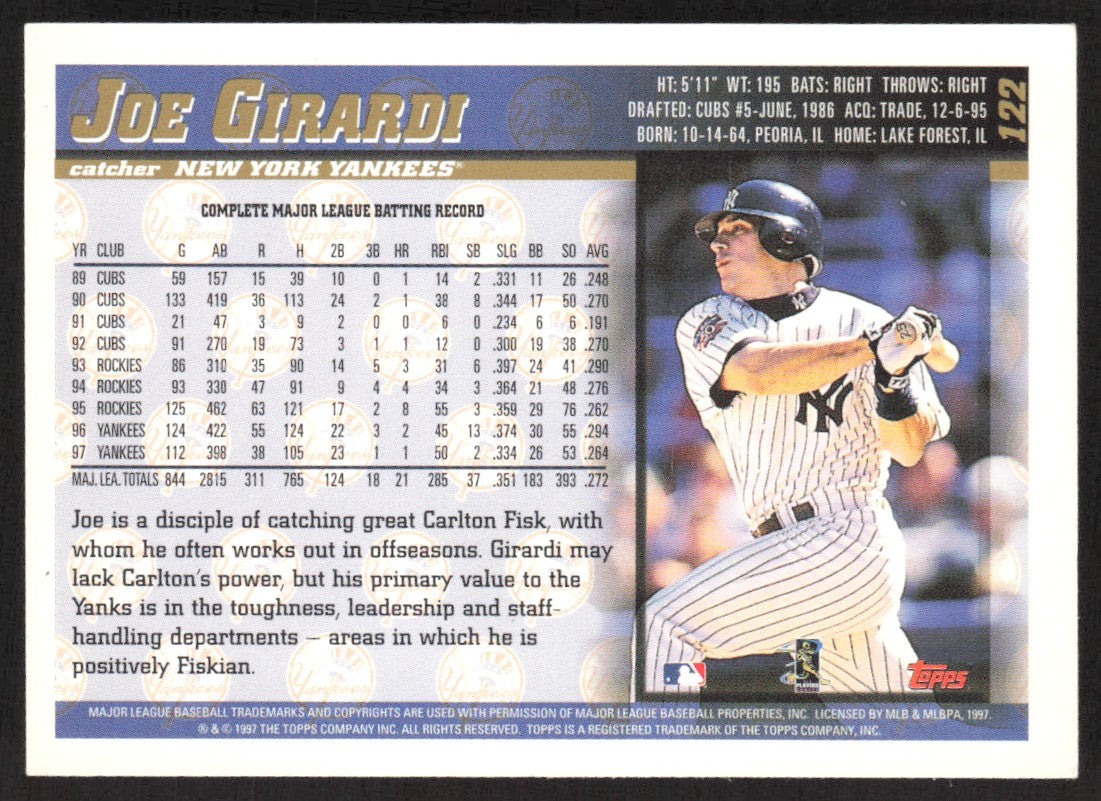 JOE GIRARDI
HT: 5'11" WT: 195 BATS: RIGHT THROWS: RIGHT
DRAFTED: CUBS #5-JUNE, 1986 ACQ: TRADE, 12-6-95
BORN: 10-14-64, PEORIA, IL HOME: LAKE FOREST, IL
122
catcher NEW YORK YANKEES™
COMPLETE MAJOR LEAGUE BATTING RECORD
YR CLUB G AB R H 2B 3B HR RBI SB SLG BB SO AVG
89 CUBS 59 157 15 39 10 0 1 14 2 .331 11 26 .248
90 CUBS 133 419 36 113 24 2 1 38 8 .344 17 50 .270
91 CUBS 21 47 3 9 2 0 0 6 0 .234 6 6 .191
92 CUBS 91 270 19 73 3 1 1 12 0 .300 19 38 .270
93 ROCKIES 86 310 35 90 14 5 3 31 6 .397 24 41 .290
94 ROCKIES 93 330 47 91 9 4 4 34 3 .364 21 48 .276
95 ROCKIES 125 462 63 121 17 2 8 55 3 .359 29 76 .262
96 YANKEES 124 422 55 124 22 3 2 45 13 .374 30 55 .294
97 YANKEES 112 398 38 105 23 1 1 50 2 .334 26 53 .264
MAJ. LEA. TOTALS 844 2815 311 765 124 18 21 285 37 .351 183 393 .272
Joe is a disciple of catching great Carlton Fisk, with
whom he often works out in offseasons. Girardi may
lack Carlton's power, but his primary value to the
Yanks is in the toughness, leadership and staff-
handling departments – areas in which he is
positively Fiskian.
NY
TOPPS
MAJOR LEAGUE BASEBALL TRADEMARKS AND COPYRIGHTS ARE USED WITH PERMISSION OF MAJOR LEAGUE BASEBALL PROPERTIES, INC. LICENSED BY MLB & MLBPA, 1997.
® & © 1997 THE TOPPS COMPANY INC. ALL RIGHTS RESERVED. TOPPS IS A REGISTERED TRADEMARK OF THE TOPPS COMPANY, INC.